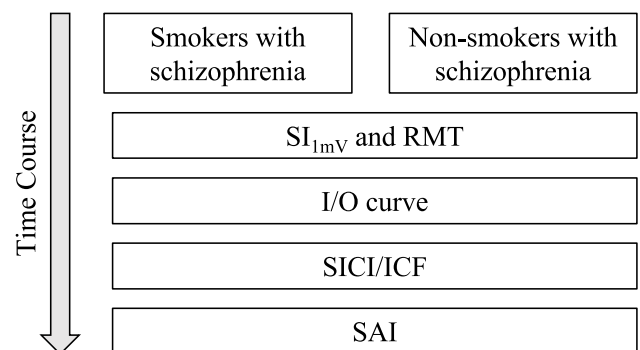 Smokers with
schizophrenia
Non-smokers with
schizophrenia
SI1mV and RMT
I/O curve
SICI/ICF
SAI
Time Course